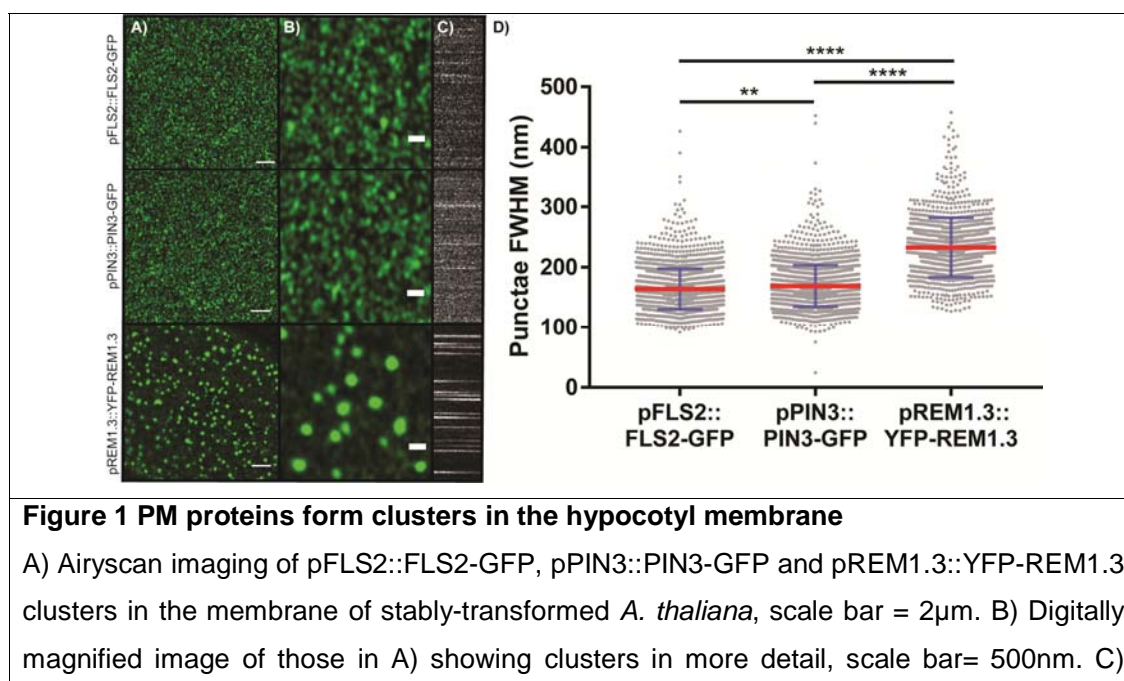 A) B) C) D)
pFLS2::FLS2-GFP
pPIN3::PIN3-GFP
pREM1.3::YFP-REM1.3
****
** ****
500
400
300
200
100
0
Punctae FWHM (nm)
pFLS2:: pPIN3:: pREM1.3::
FLS2-GFP PIN3-GFP YFP-REM1.3
Figure 1 PM proteins form clusters in the hypocotyl membrane
A) Airyscan imaging of pFLS2::FLS2-GFP, pPIN3::PIN3-GFP and pREM1.3::YFP-REM1.3
clusters in the membrane of stably-transformed A. thaliana, scale bar = 2µm. B) Digitally
magnified image of those in A) showing clusters in more detail, scale bar= 500nm. C)